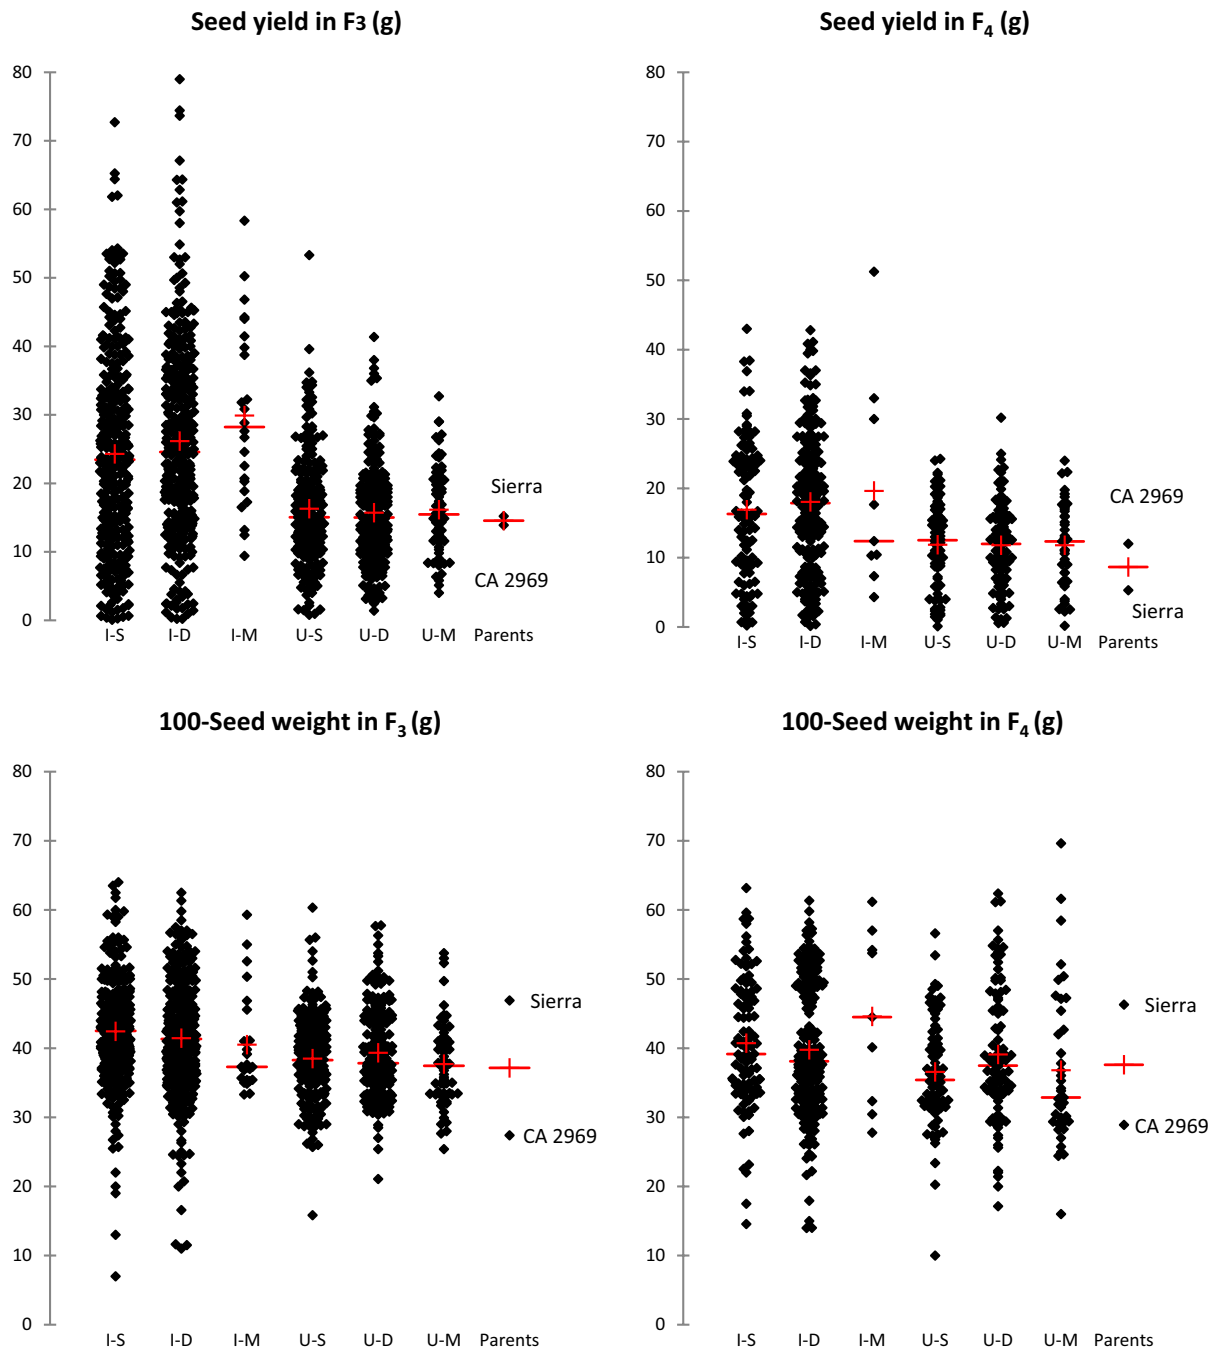 Seed yield in F3 (g)
80
70
60
50
40
30
20
10
0
Sierra
CA 2969
I-S I-D I-M U-S U-D U-M Parents
Seed yield in F₄ (g)
80
70
60
50
40
30
20
10
0
CA 2969
Sierra
I-S I-D I-M U-S U-D U-M Parents
100-Seed weight in F₃ (g)
80
70
60
50
40
30
20
10
0
Sierra
CA 2969
I-S I-D I-M U-S U-D U-M Parents
100-Seed weight in F₄ (g)
80
70
60
50
40
30
20
10
0
Sierra
CA 2969
I-S I-D I-M U-S U-D U-M Parents